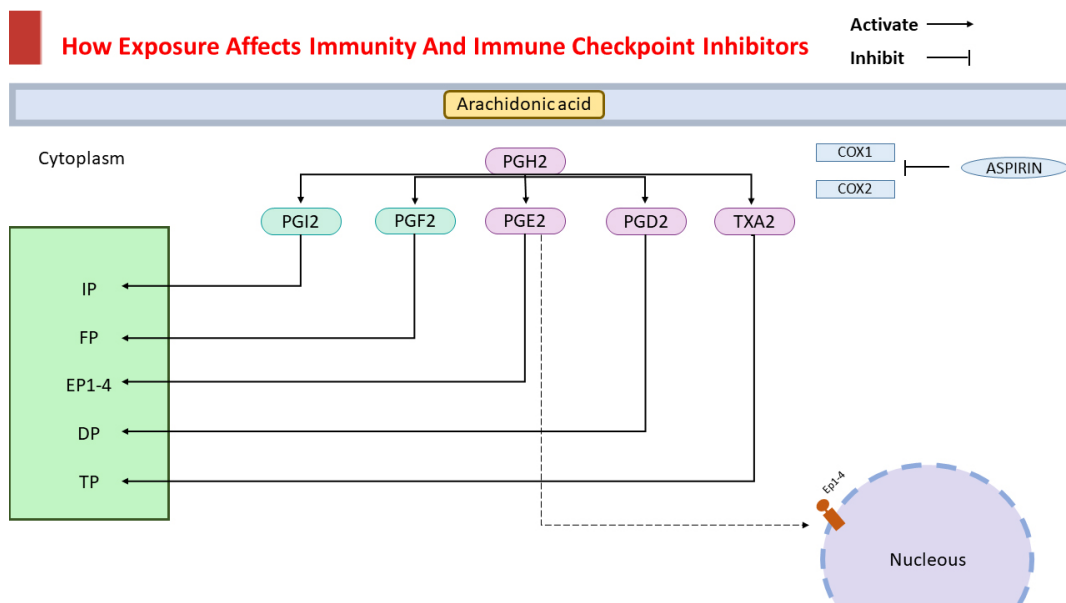 How Exposure Affects Immunity And Immune Checkpoint Inhibitors
Activate
Inhibit
Arachidonic acid
Cytoplasm
PGH2
COX1
COX2
ASPIRIN
PGI2
PGF2
PGE2
PGD2
TXA2
IP
FP
EP1-4
DP
TP
Ep1-4
Nucleous